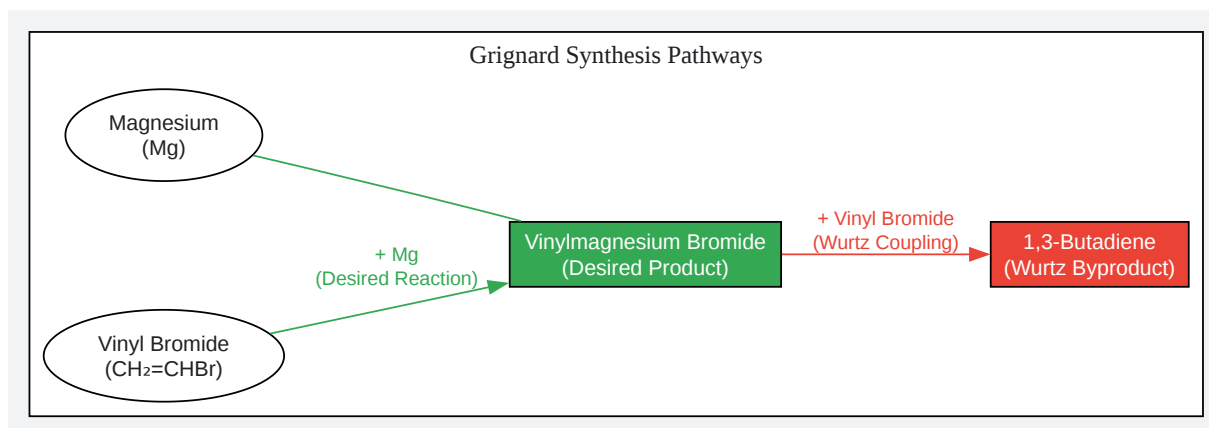 Grignard Synthesis Pathways
Magnesium
(Mg)
+ Vinyl Bromide
(Wurtz Coupling)
Vinylmagnesium Bromide
(Desired Product)
1,3-Butadiene
(Wurtz Byproduct)
+ Mg
(Desired Reaction)
Vinyl Bromide
(CH₂=CHBr)